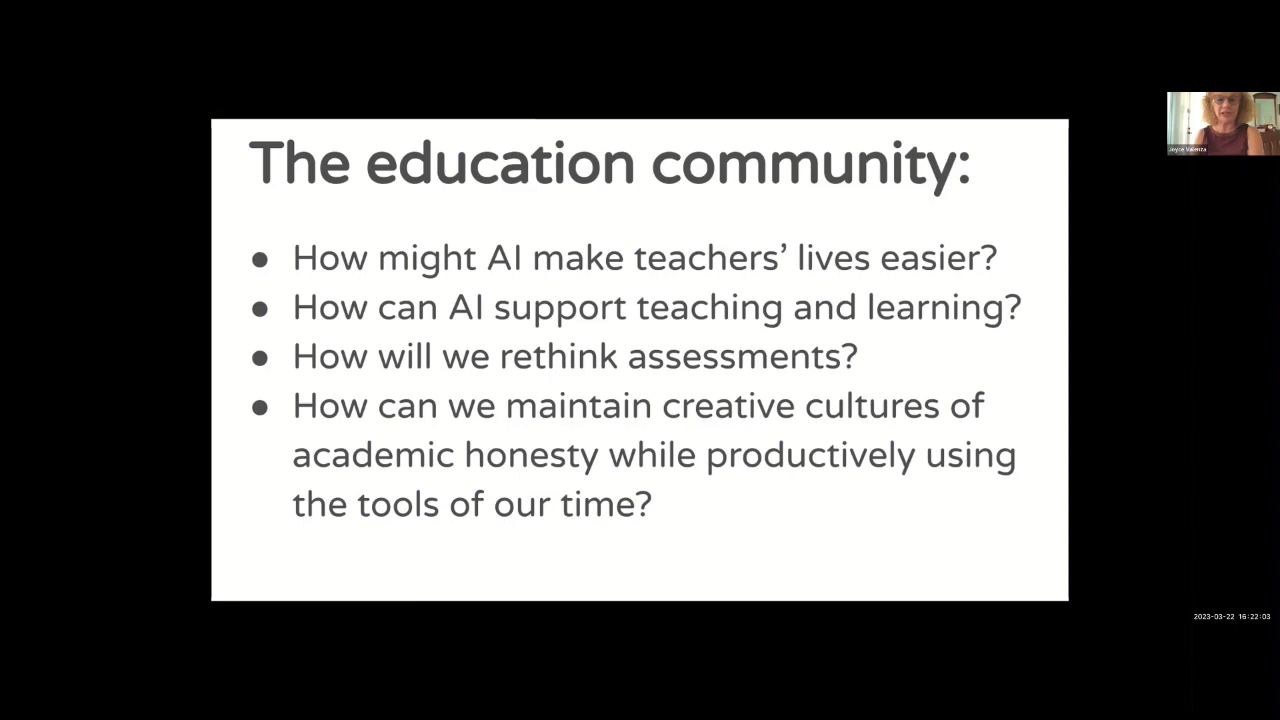 The education community:
● How might AI make teachers’ lives easier?
● How can AI support teaching and learning?
● How will we rethink assessments?
● How can we maintain creative cultures of
academic honesty while productively using
the tools of our time?
Joyce Valenza
2023-03-22 16:22:03